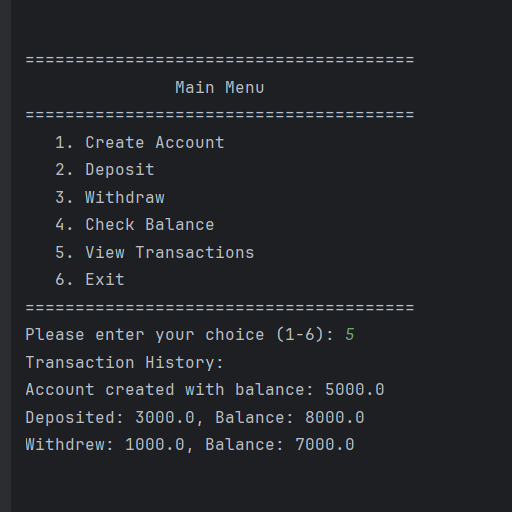 =======================================
Main Menu
=======================================
1. Create Account
2. Deposit
3. Withdraw
4. Check Balance
5. View Transactions
6. Exit
=======================================
Please enter your choice (1-6): 5
Transaction History:
Account created with balance: 5000.0
Deposited: 3000.0, Balance: 8000.0
Withdrew: 1000.0, Balance: 7000.0